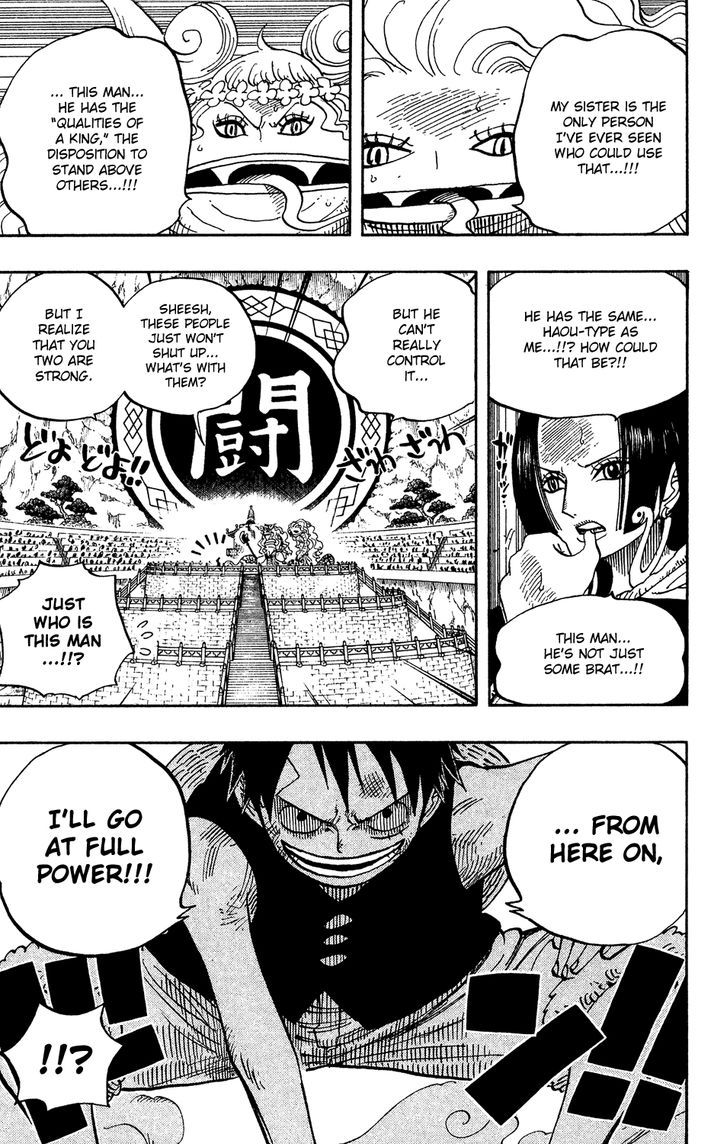 MY SISTER IS THE
ONLY PERSON
I'VE EVER SEEN
WHO COULD USE
THAT...!!!
... THIS MAN...
HE HAS THE
"QUALITIES OF
A KING," THE
DISPOSITION TO
STAND ABOVE
OTHERS...!!!
HE HAS THE SAME...
HAOU-TYPE AS
ME...!!? HOW COULD
THAT BE?!!
THIS MAN...
HE'S NOT JUST
SOME BRAT...!!
BUT HE
CAN'T
REALLY
CONTROL
IT...
SHEESH,
THESE PEOPLE
JUST WON'T
SHUT UP...
WHAT'S WITH
THEM?
BUT I
REALIZE
THAT YOU
TWO ARE
STRONG.
闘
ざわ ざわ
どよ どよ!!
JUST
WHO IS
THIS MAN
...!!?
... FROM
HERE ON,
I'LL GO
AT FULL
POWER!!!
!!?